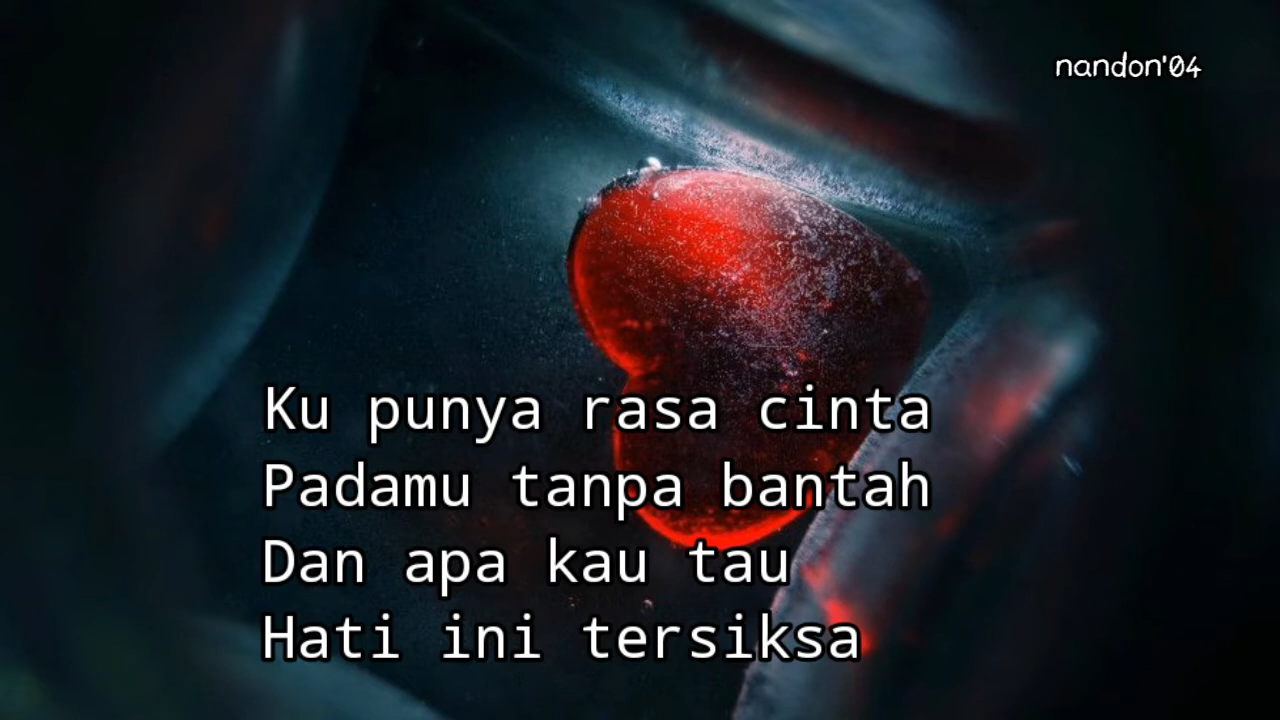 nandon'04
Ku punya rasa cinta
Padamu tanpa bantah
Dan apa kau tau
Hati ini tersiksa